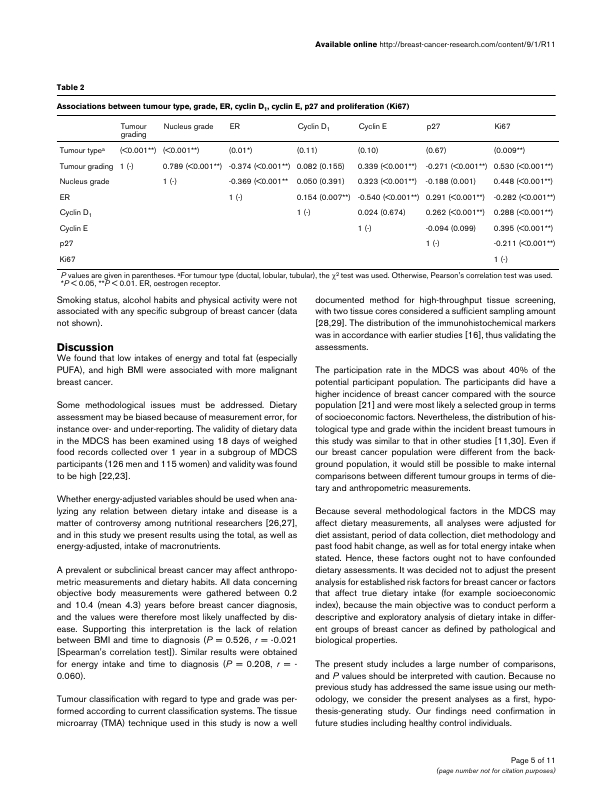 Available online http://breast-cancer-research.com/content/9/1/R11
Table 2
Associations between tumour type, grade, ER, cyclin D1, cyclin E, p27 and proliferation (Ki67)
Tumour grading Nucleus grade ER Cyclin D1 Cyclin E p27 Ki67
Tumour typeª (<0.001**) (<0.001**) (0.01*) (0.11) (0.10) (0.67) (0.009**)
Tumour grading 1 (-) 0.789 (<0.001**) -0.374 (<0.001**) 0.082 (0.155) 0.339 (<0.001**) -0.271 (<0.001**) 0.530 (<0.001**)
Nucleus grade 1 (-) -0.369 (<0.001** 0.050 (0.391) 0.323 (<0.001**) -0.188 (0.001) 0.448 (<0.001**)
ER 1 (-) 0.154 (0.007**) -0.540 (<0.001**) 0.291 (<0.001**) -0.282 (<0.001**)
Cyclin D1 1 (-) 0.024 (0.674) 0.262 (<0.001**) 0.288 (<0.001**)
Cyclin E 1 (-) -0.094 (0.099) 0.395 (<0.001**)
p27 1 (-) -0.211 (<0.001**)
Ki67 1 (-)
P values are given in parentheses. ªFor tumour type (ductal, lobular, tubular), the χ² test was used. Otherwise, Pearson's correlation test was used.
*P < 0.05, **P < 0.01. ER, oestrogen receptor.
Smoking status, alcohol habits and physical activity were not
associated with any specific subgroup of breast cancer (data
not shown).
Discussion
We found that low intakes of energy and total fat (especially
PUFA), and high BMI were associated with more malignant
breast cancer.
Some methodological issues must be addressed. Dietary
assessment may be biased because of measurement error, for
instance over- and under-reporting. The validity of dietary data
in the MDCS has been examined using 18 days of weighed
food records collected over 1 year in a subgroup of MDCS
participants (126 men and 115 women) and validity was found
to be high [22,23].
Whether energy-adjusted variables should be used when ana-
lyzing any relation between dietary intake and disease is a
matter of controversy among nutritional researchers [26,27],
and in this study we present results using the total, as well as
energy-adjusted, intake of macronutrients.
A prevalent or subclinical breast cancer may affect anthropo-
metric measurements and dietary habits. All data concerning
objective body measurements were gathered between 0.2
and 10.4 (mean 4.3) years before breast cancer diagnosis,
and the values were therefore most likely unaffected by dis-
ease. Supporting this interpretation is the lack of relation
between BMI and time to diagnosis (P = 0.526, r = -0.021
[Spearman's correlation test]). Similar results were obtained
for energy intake and time to diagnosis (P = 0.208, r = -
0.060).
Tumour classification with regard to type and grade was per-
formed according to current classification systems. The tissue
microarray (TMA) technique used in this study is now a well
documented method for high-throughput tissue screening,
with two tissue cores considered a sufficient sampling amount
[28,29]. The distribution of the immunohistochemical markers
was in accordance with earlier studies [16], thus validating the
assessments.
The participation rate in the MDCS was about 40% of the
potential participant population. The participants did have a
higher incidence of breast cancer compared with the source
population [21] and were most likely a selected group in terms
of socioeconomic factors. Nevertheless, the distribution of his-
tological type and grade within the incident breast tumours in
this study was similar to that in other studies [11,30]. Even if
our breast cancer population were different from the back-
ground population, it would still be possible to make internal
comparisons between different tumour groups in terms of die-
tary and anthropometric measurements.
Because several methodological factors in the MDCS may
affect dietary measurements, all analyses were adjusted for
diet assistant, period of data collection, diet methodology and
past food habit change, as well as for total energy intake when
stated. Hence, these factors ought not to have confounded
dietary assessments. It was decided not to adjust the present
analysis for established risk factors for breast cancer or factors
that affect true dietary intake (for example socioeconomic
index), because the main objective was to conduct perform a
descriptive and exploratory analysis of dietary intake in differ-
ent groups of breast cancer as defined by pathological and
biological properties.
The present study includes a large number of comparisons,
and P values should be interpreted with caution. Because no
previous study has addressed the same issue using our meth-
odology, we consider the present analyses as a first, hypo-
thesis-generating study. Our findings need confirmation in
future studies including healthy control individuals.
Page 5 of 11
(page number not for citation purposes)